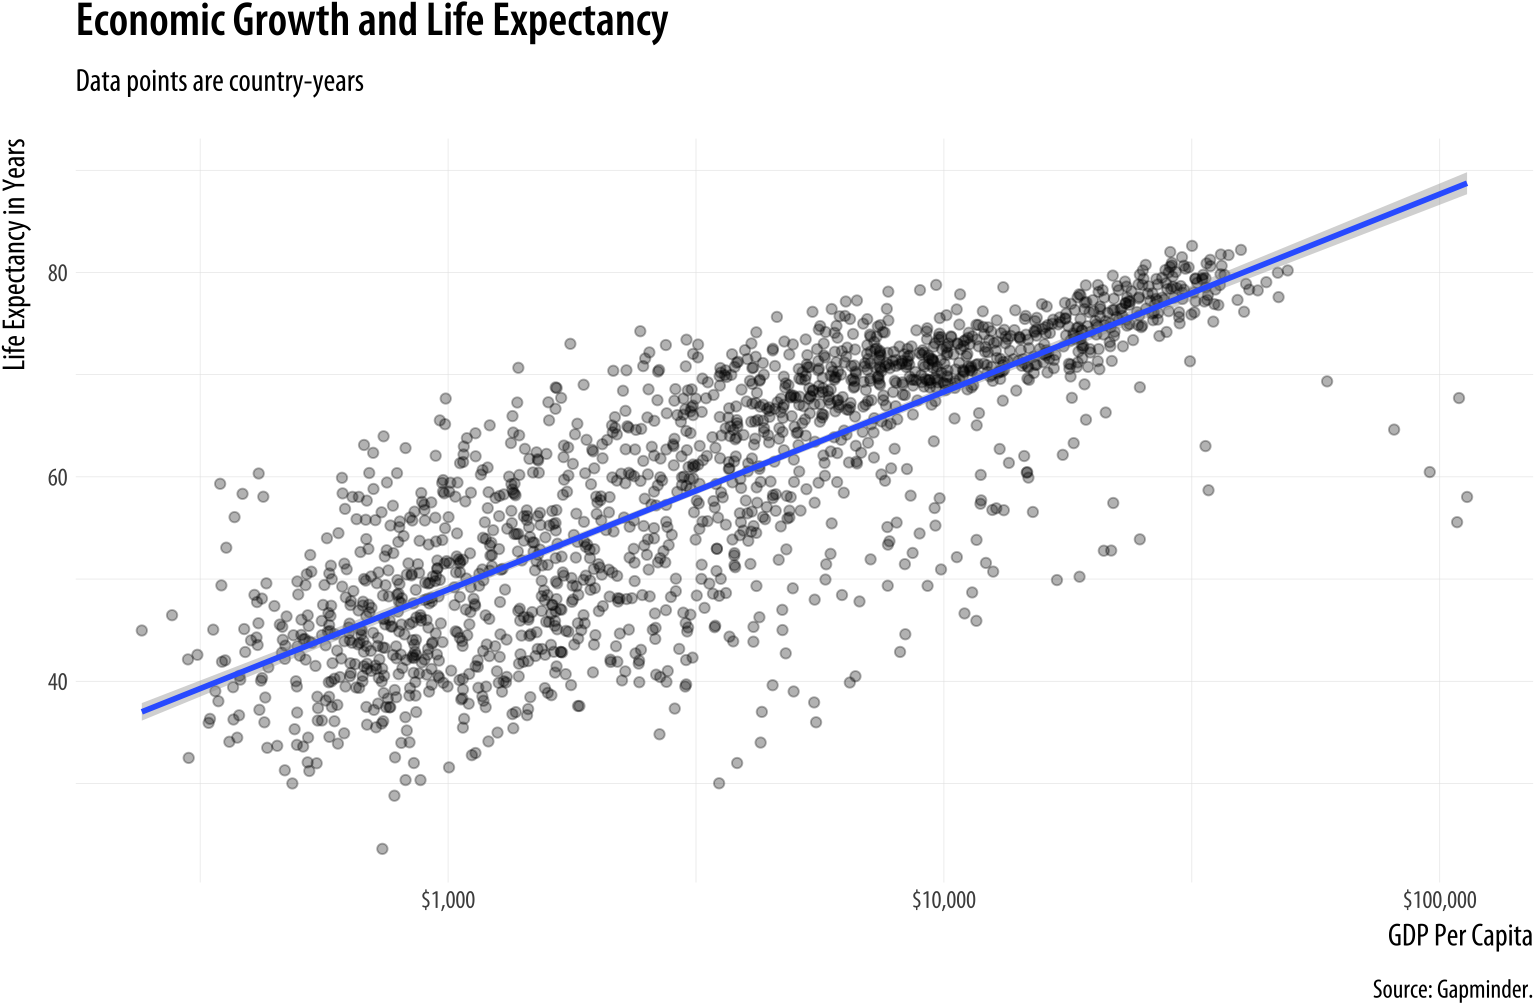 Economic Growth and Life Expectancy
Data points are country-years
Life Expectancy in Years
80
60
40
$1,000
$10,000
$100,000
GDP Per Capita
Source: Gapminder.